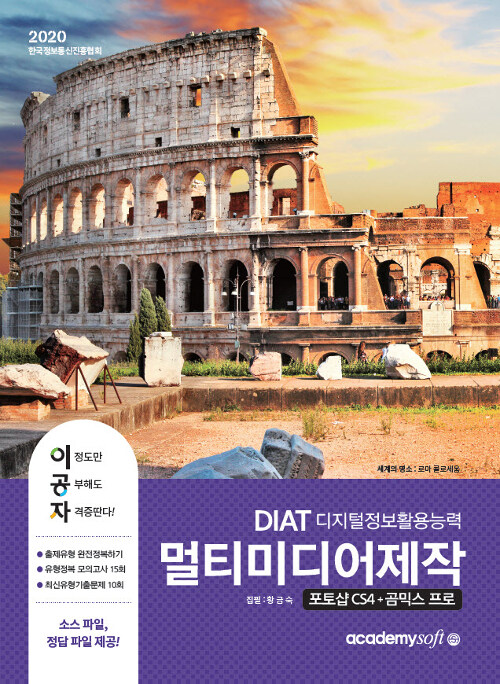 2020
한국정보통신진흥협회
세계의 명소 : 로마 콜로세움
이 정도만
공 부해도
자 격증딴다!
● 출제유형 완전정복하기
● 유형정복 모의고사 15회
● 최신유형기출문제 10회
소스 파일,
정답 파일 제공!
DIAT 디지털정보활용능력
멀티미디어제작
집필 : 황 금 숙
포토샵 CS4 + 곰믹스 프로
academysoft